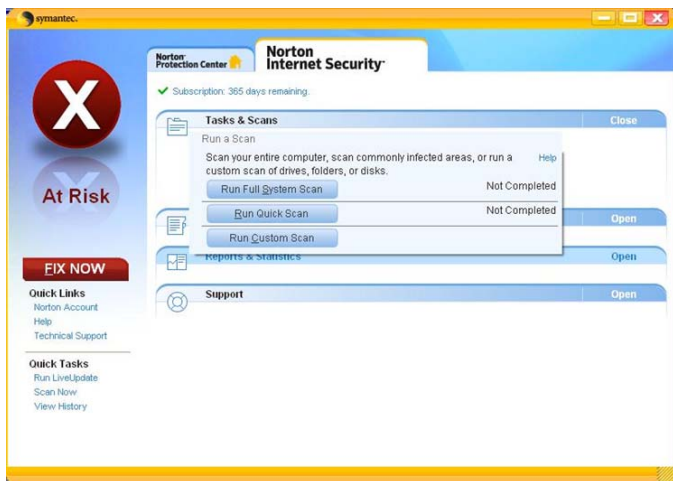 symantec.
Norton
Protection Center
Norton
Internet Security
Subscription: 365 days remaining.
X
At Risk
FIX NOW
Quick Links
Norton Account
Help
Technical Support
Quick Tasks
Run LiveUpdate
Scan Now
View History
Tasks & Scans
Close
Run a Scan
Scan your entire computer, scan commonly infected areas, or run a
custom scan of drives, folders, or disks.
Help
Run Full System Scan
Not Completed
Run Quick Scan
Not Completed
Run Custom Scan
Open
Reports & Statistics
Open
Support
Open